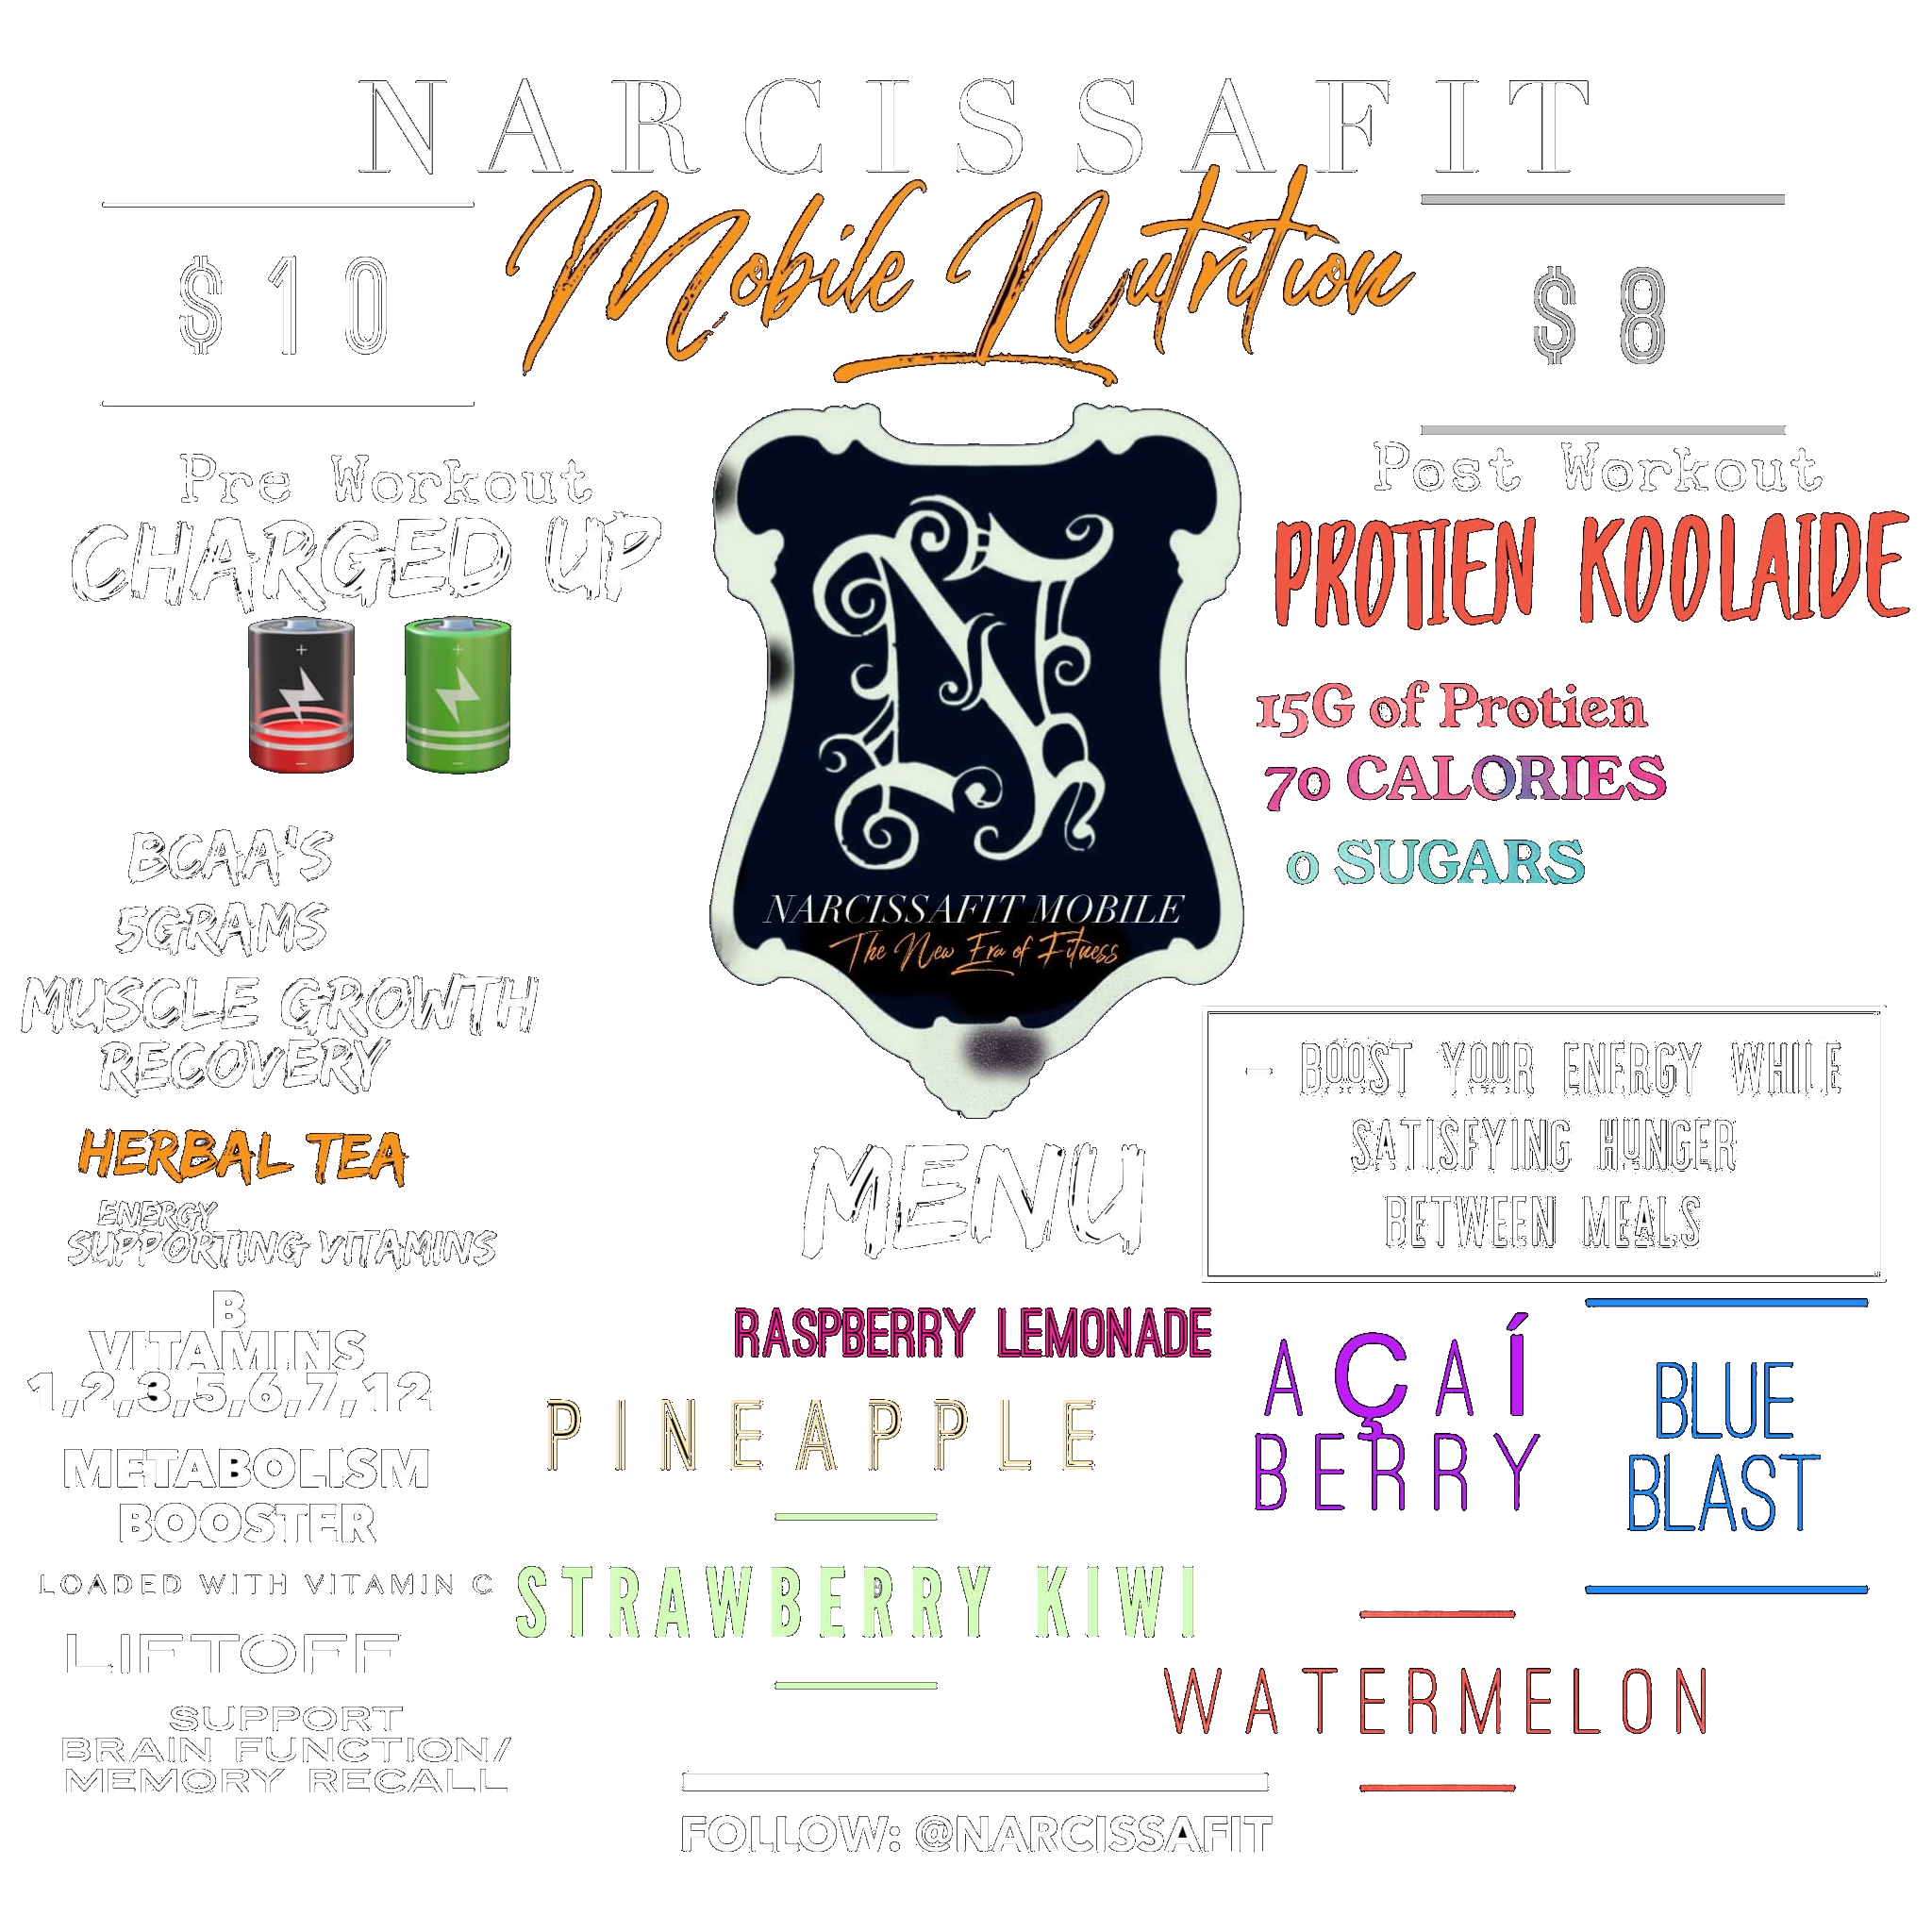 NARCISSAFIT
Mobile Nutrition
$10
Pre Workout
CHARGED UP
BCAA'S
5GRAMS
MUSCLE GROWTH
RECOVERY
HERBAL TEA
ENERGY
SUPPORTING VITAMINS
B
VITAMINS
1,2,3,5,6,7,12
METABOLISM
BOOSTER
LOADED WITH VITAMIN C
LIFTOFF
SUPPORT
BRAIN FUNCTION/
MEMORY RECALL
N
NARCISSAFIT MOBILE
The New Era of Fitness
$8
Post Workout
PROTIEN KOOLAIDE
15G of Protien
70 CALORIES
0 SUGARS
- BOOST YOUR ENERGY WHILE
SATISFYING HUNGER
BETWEEN MEALS
MENU
RASPBERRY LEMONADE
PINEAPPLE
STRAWBERRY KIWI
AÇAÍ
BERRY
BLUE
BLAST
WATERMELON
FOLLOW: @NARCISSAFIT